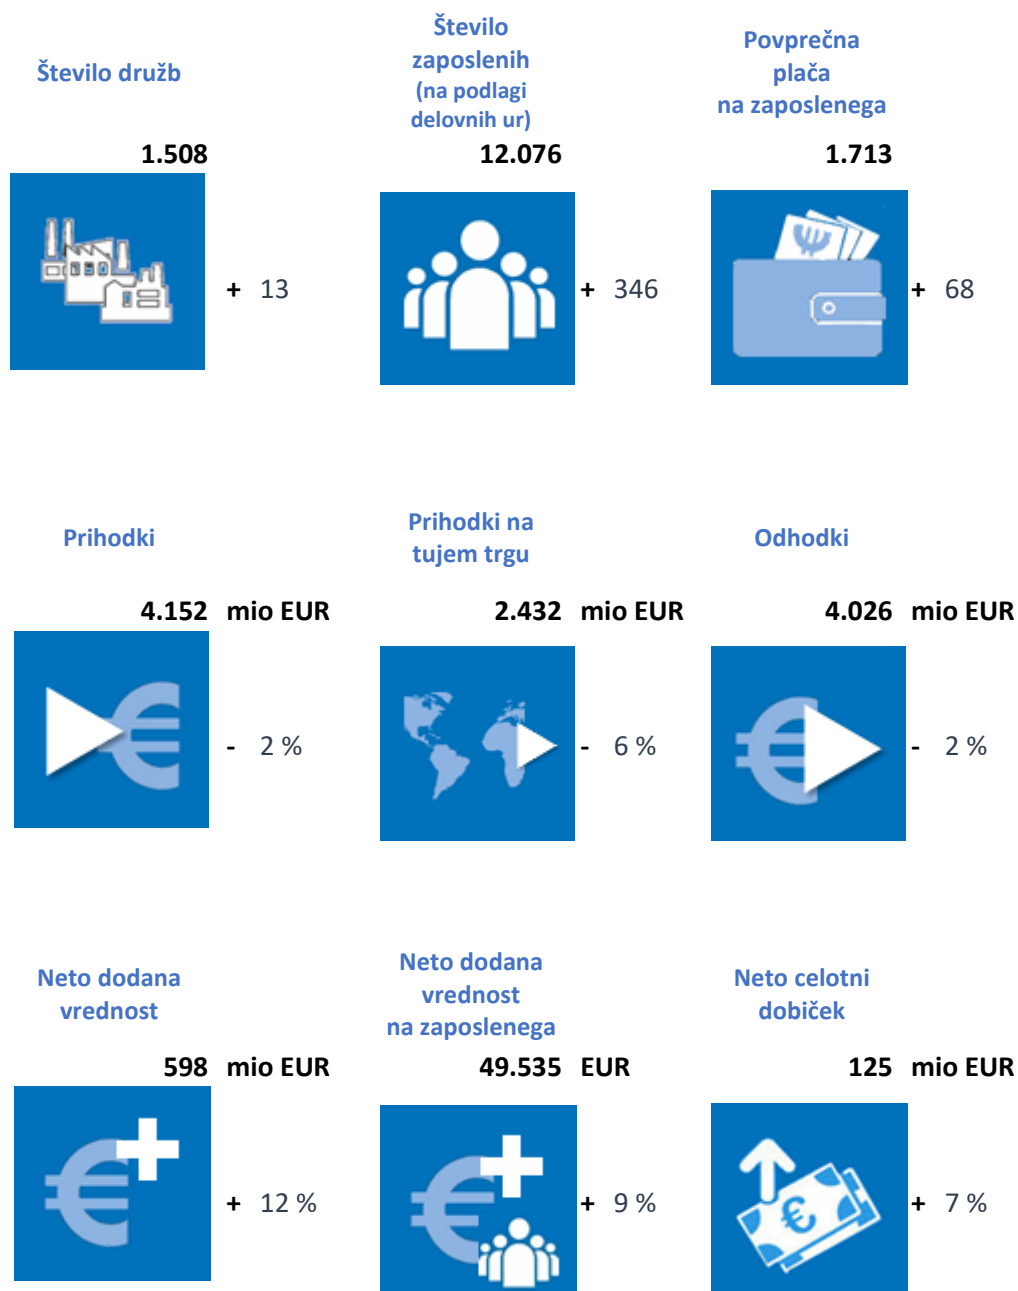 Število družb
1.508
+ 13
Število
zaposlenih
(na podlagi
delovnih ur)
12.076
+ 346
Povprečna
plača
na zaposlenega
1.713
+ 68
Prihodki
4.152 mio EUR
- 2 %
Prihodki na
tujem trgu
2.432 mio EUR
- 6 %
Odhodki
4.026 mio EUR
- 2 %
Neto dodana
vrednost
598 mio EUR
+ 12 %
Neto dodana
vrednost
na zaposlenega
49.535 EUR
+ 9 %
Neto celotni
dobiček
125 mio EUR
+ 7 %